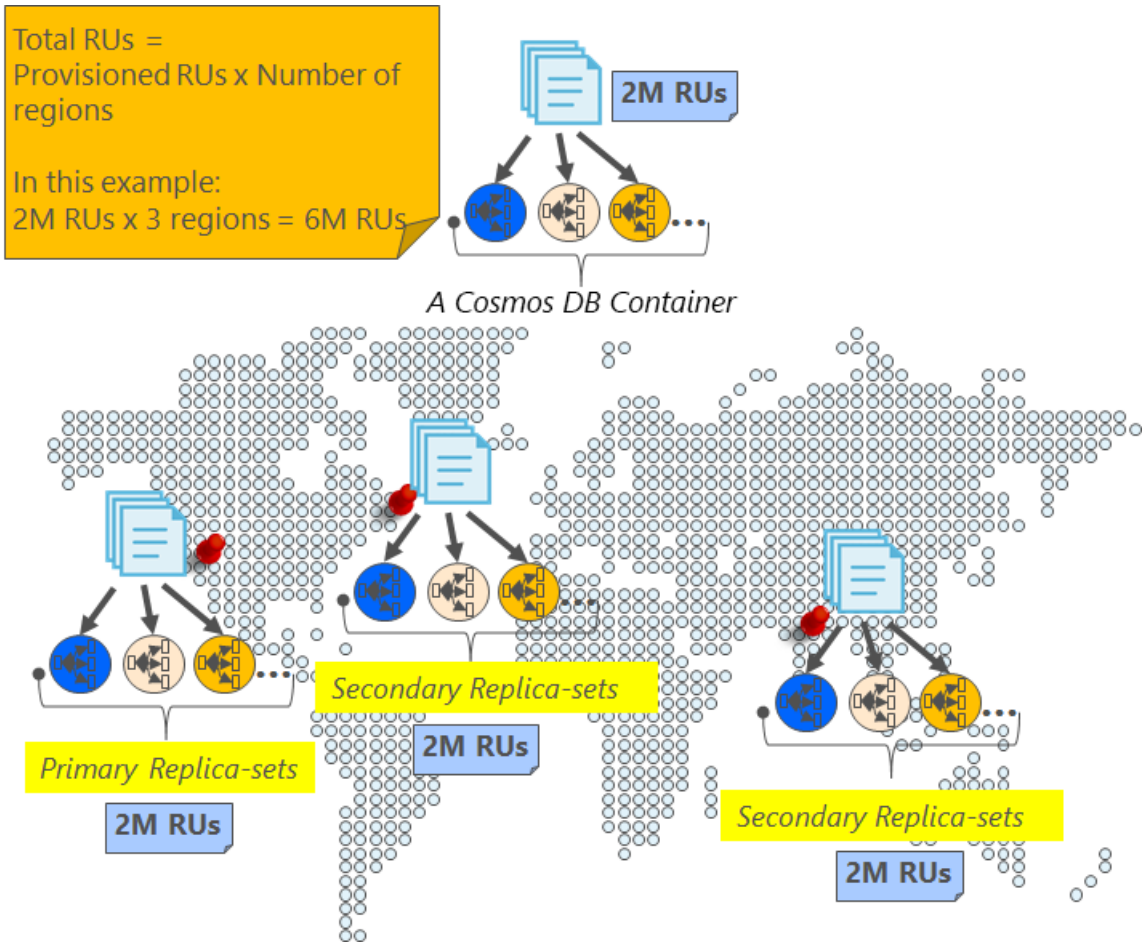 Total RUs =
Provisioned RUs x Number of
regions
In this example:
2M RUs x 3 regions = 6M RUs
2M RUs
A Cosmos DB Container
Secondary Replica-sets
2M RUs
Primary Replica-sets
2M RUs
Secondary Replica-sets
2M RUs